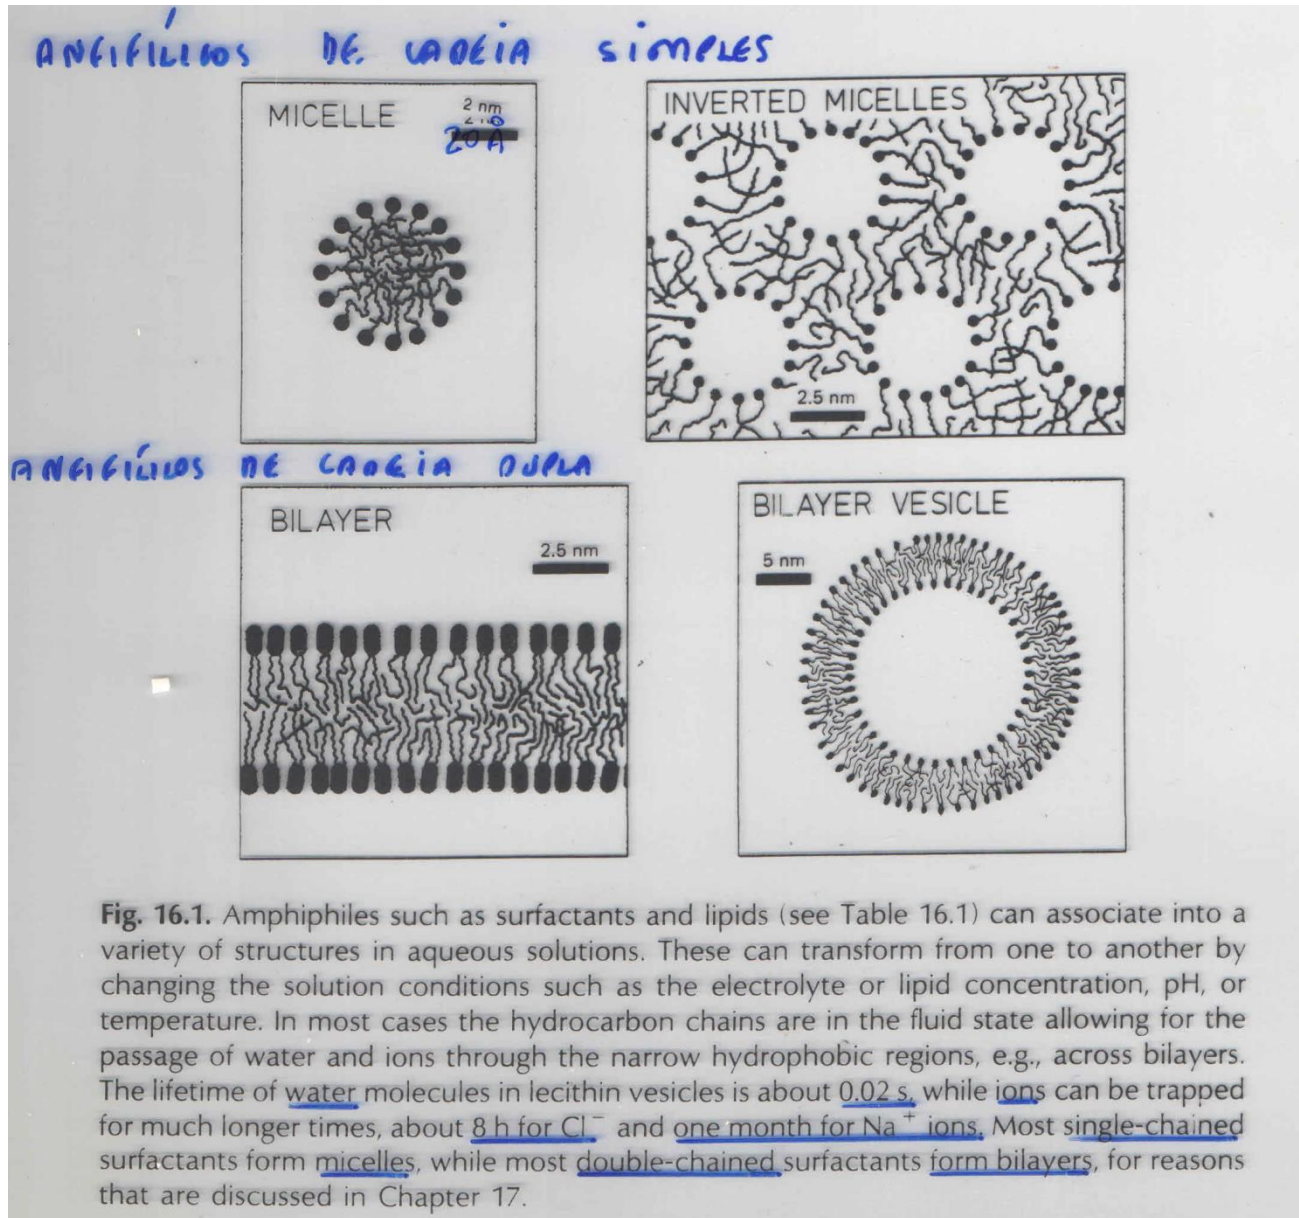 ANFIFÍLICOS DE CADEIA SIMPLES
MICELLE
2 nm
20 Å
INVERTED MICELLES
2.5 nm
ANFIFÍLICOS DE CADEIA DUPLA
BILAYER
2.5 nm
BILAYER VESICLE
5 nm
Fig. 16.1. Amphiphiles such as surfactants and lipids (see Table 16.1) can associate into a
variety of structures in aqueous solutions. These can transform from one to another by
changing the solution conditions such as the electrolyte or lipid concentration, pH, or
temperature. In most cases the hydrocarbon chains are in the fluid state allowing for the
passage of water and ions through the narrow hydrophobic regions, e.g., across bilayers.
The lifetime of water molecules in lecithin vesicles is about 0.02 s, while ions can be trapped
for much longer times, about 8 h for Cl⁻ and one month for Na⁺ ions. Most single-chained
surfactants form micelles, while most double-chained surfactants form bilayers, for reasons
that are discussed in Chapter 17.